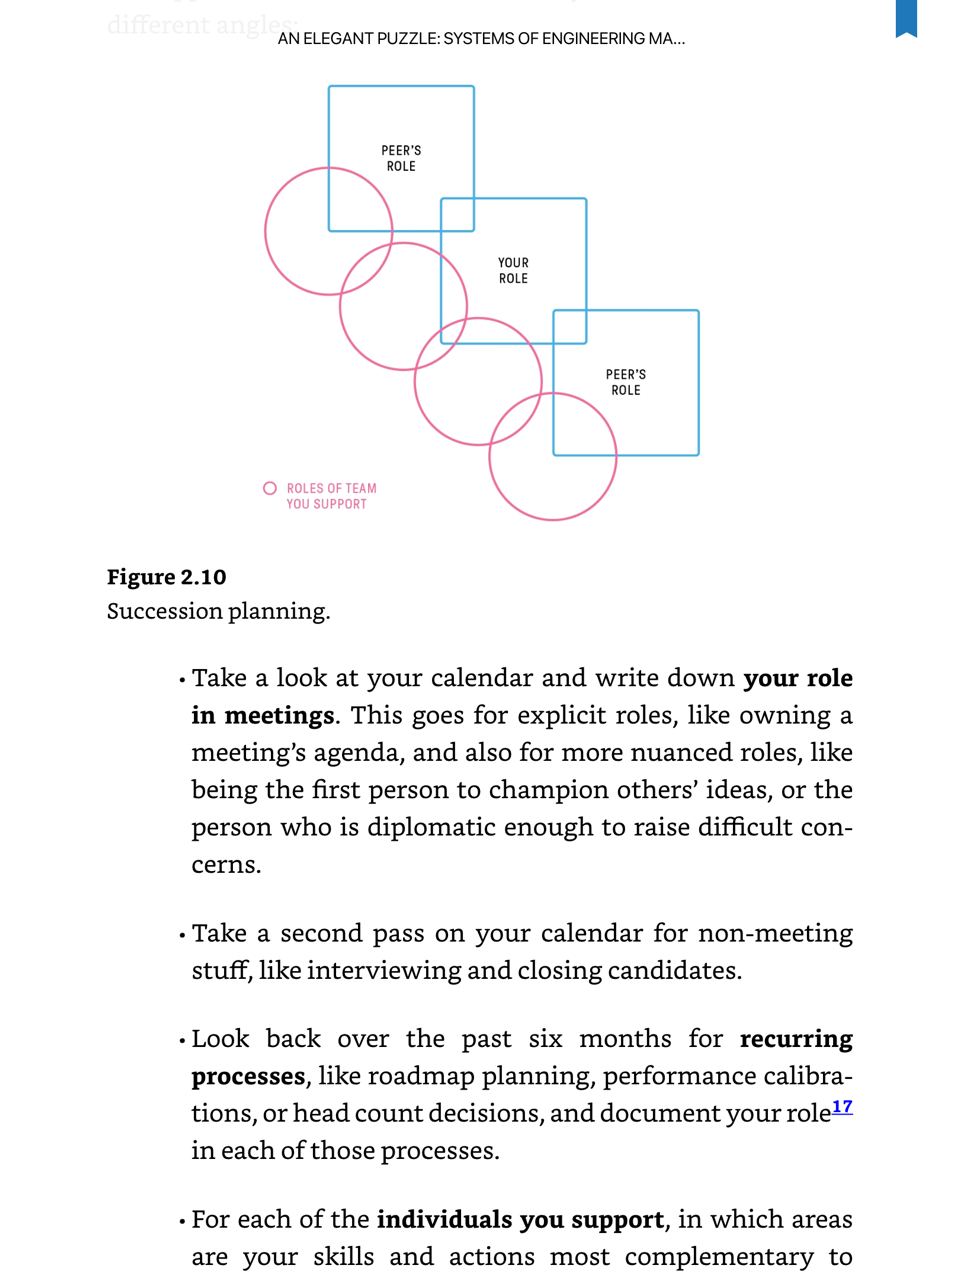 different angles:
AN ELEGANT PUZZLE: SYSTEMS OF ENGINEERING MA...
PEER'S
ROLE
YOUR
ROLE
PEER'S
ROLE
ROLES OF TEAM
YOU SUPPORT
Figure 2.10
Succession planning.
• Take a look at your calendar and write down your role
in meetings. This goes for explicit roles, like owning a
meeting’s agenda, and also for more nuanced roles, like
being the first person to champion others’ ideas, or the
person who is diplomatic enough to raise difficult con-
cerns.
• Take a second pass on your calendar for non-meeting
stuff, like interviewing and closing candidates.
• Look back over the past six months for recurring
processes, like roadmap planning, performance calibra-
tions, or head count decisions, and document your role17
in each of those processes.
• For each of the individuals you support, in which areas
are your skills and actions most complementary to